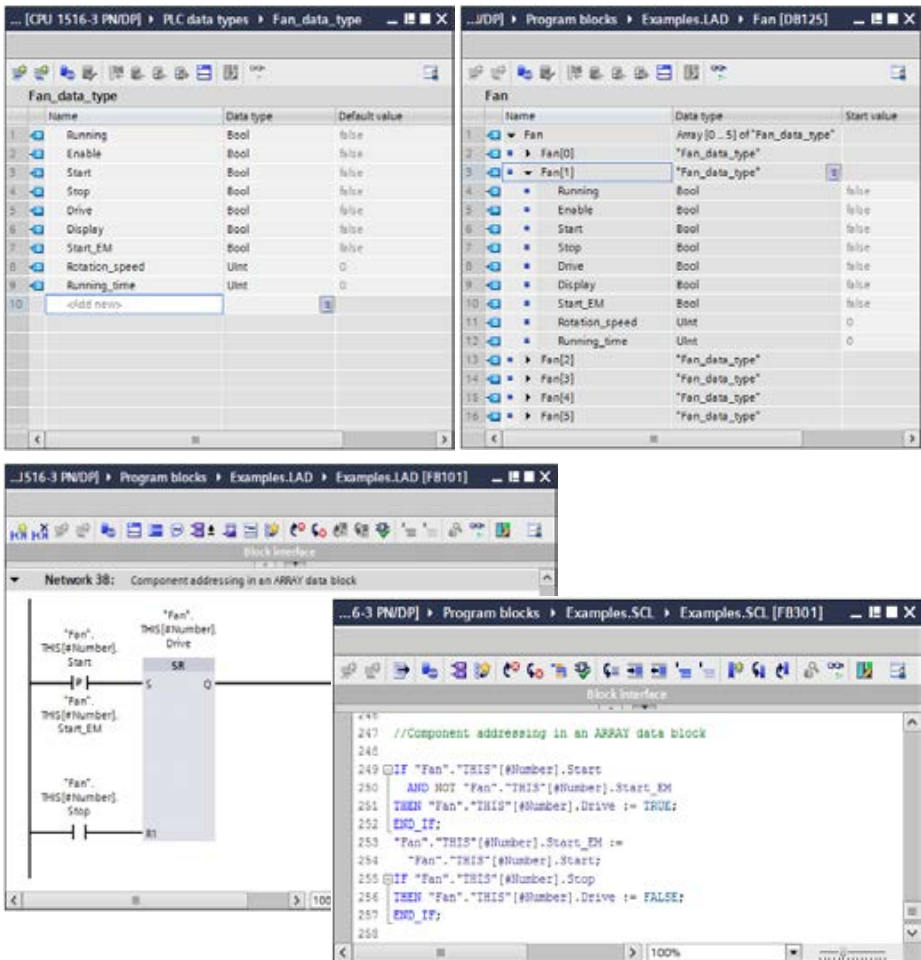 ... [CPU 1516-3 PN/DP] ▸ PLC data types ▸ Fan_data_type
Fan_data_type
Name Data type Default value
1 Running Bool false
2 Enable Bool false
3 Start Bool false
4 Stop Bool false
5 Drive Bool false
6 Display Bool false
7 Start_EM Bool false
8 Rotation_speed UInt 0
9 Running_time UInt 0
10 <Add new>
...J/DP] ▸ Program blocks ▸ Examples.LAD ▸ Fan [DB125]
Fan
Name Data type Start value
1 Fan Array [0 .. 5] of "Fan_data_type"
2 Fan[0] "Fan_data_type"
3 Fan[1] "Fan_data_type"
4 Running Bool false
5 Enable Bool false
6 Start Bool false
7 Stop Bool false
8 Drive Bool false
9 Display Bool false
10 Start_EM Bool false
11 Rotation_speed UInt 0
12 Running_time UInt 0
13 Fan[2] "Fan_data_type"
14 Fan[3] "Fan_data_type"
15 Fan[4] "Fan_data_type"
16 Fan[5] "Fan_data_type"
...J516-3 PN/DP] ▸ Program blocks ▸ Examples.LAD ▸ Examples.LAD [FB101]
Block interface
Network 38: Component addressing in an ARRAY data block
"Fan".
THIS[#Number].
Start
P
"Fan".
THIS[#Number].
Start_EM
"Fan".
THIS[#Number].
Drive
SR
S Q
"Fan".
THIS[#Number].
Stop
R1
100
...6-3 PN/DP] ▸ Program blocks ▸ Examples.SCL ▸ Examples.SCL [FB301]
Block interface
246
247 //Component addressing in an ARRAY data block
248
249 IF "Fan"."THIS"[#Number].Start
250 AND NOT "Fan"."THIS"[#Number].Start_EM
251 THEN "Fan"."THIS"[#Number].Drive := TRUE;
252 END_IF;
253 "Fan"."THIS"[#Number].Start_EM :=
254 "Fan"."THIS"[#Number].Start;
255 IF "Fan"."THIS"[#Number].Stop
256 THEN "Fan"."THIS"[#Number].Drive := FALSE;
257 END_IF;
258
100%